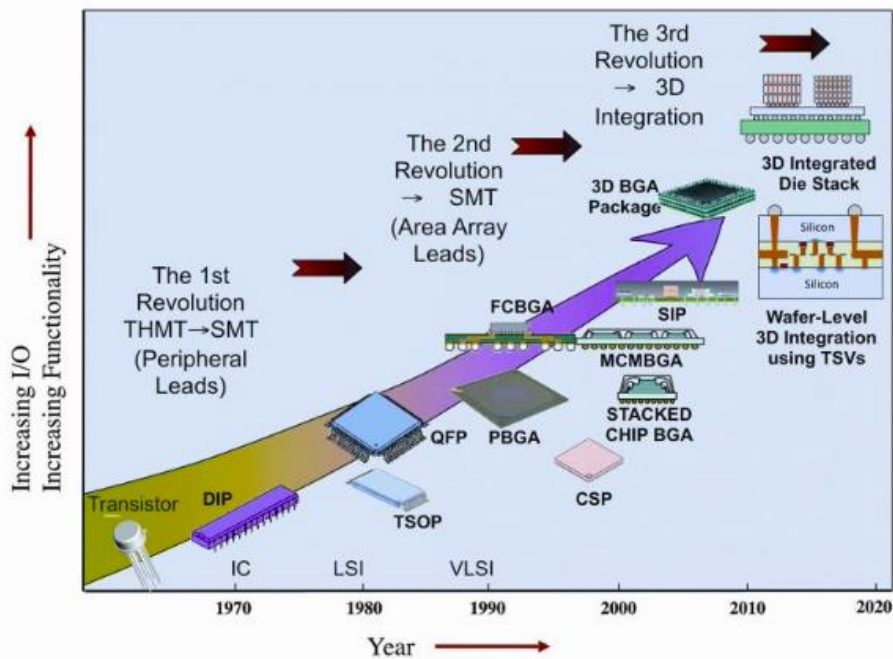 The 3rd
Revolution
→ 3D
Integration
3D Integrated
Die Stack
The 2nd
Revolution
→ SMT
(Area Array
Leads)
3D BGA
Package
Silicon
Silicon
Wafer-Level
3D Integration
using TSVs
The 1st
Revolution
THMT→SMT
(Peripheral
Leads)
FCBGA
SIP
MCMBGA
STACKED
CHIP BGA
QFP
PBGA
CSP
TSOP
Transistor
DIP
IC
LSI
VLSI
1970
1980
1990
2000
2010
2020
Year
Increasing I/O
Increasing Functionality